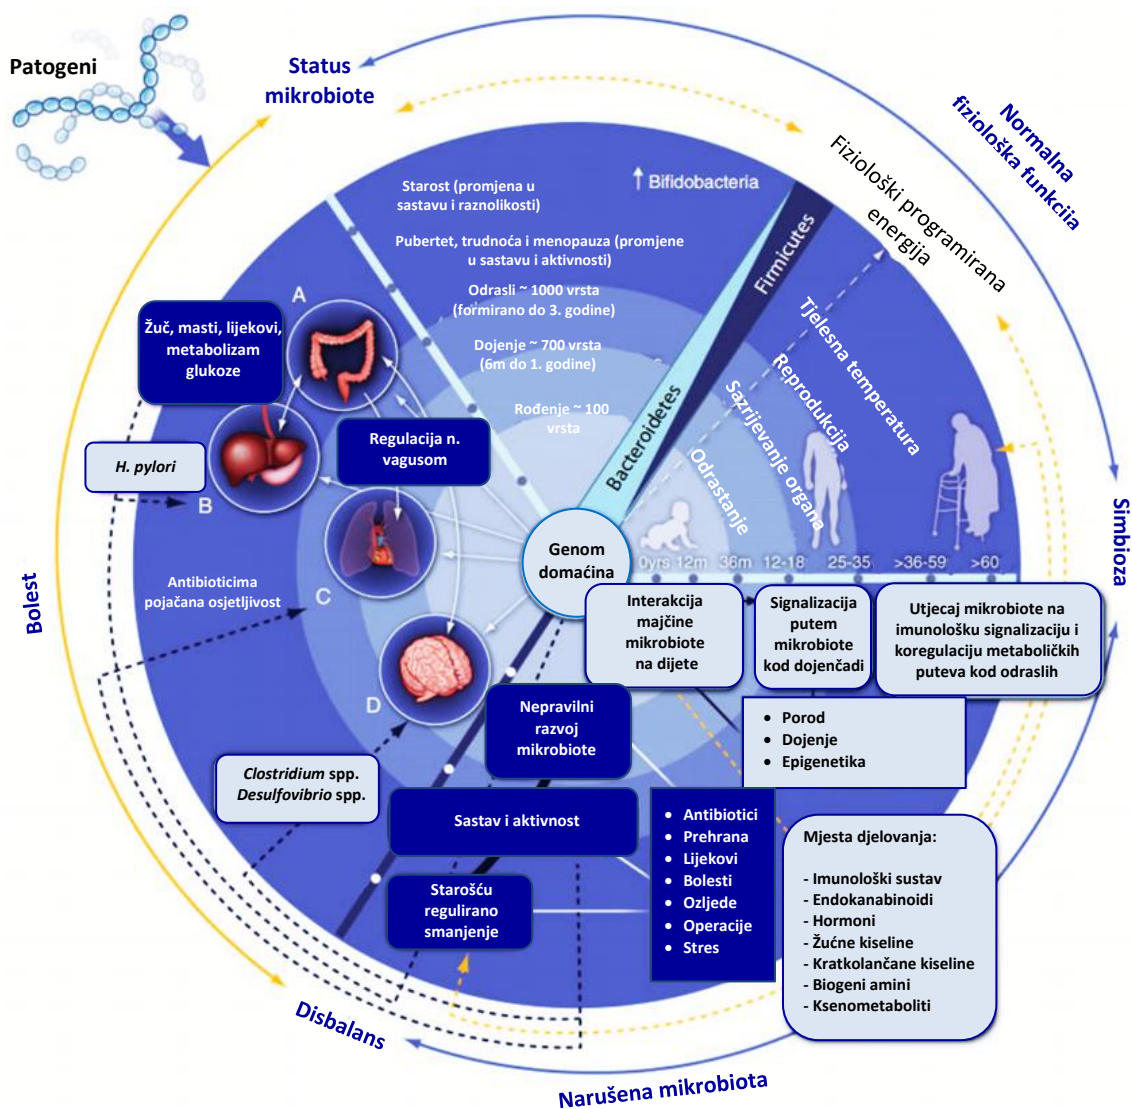 Patogeni
Status
mikrobiote
Normalna
fiziološka funkcija
Fiziološki programirana
energija
Starost (promjena u
sastavu i raznolikosti)
↑ Bifidobacteria
Pubertet, trudnoća i menopauza (promjene
u sastavu i aktivnosti)
Odrasli ~ 1000 vrsta
(formirano do 3. godine)
Dojenje ~ 700 vrsta
(6m do 1. godine)
Rođenje ~ 100
vrsta
Firmicutes
Bacteroidetes
Tjelesna temperatura
Reprodukcija
Sazrijevanje organa
Odrastanje
A
Žuč, masti, lijekovi,
metabolizam
glukoze
Regulacija n.
vagusom
H. pylori
B
Antibioticima
pojačana osjetljivost
C
D
Genom
domaćina
0yrs 12m 36m 12-18 25-35 >36-59 >60
Simbioza
Bolest
Interakcija
majčine
mikrobiote
na dijete
Signalizacija
putem
mikrobiote
kod dojenčadi
Utjecaj mikrobiote na
imunološku signalizaciju i
koregulaciju metaboličkih
puteva kod odraslih
Nepravilni
razvoj
mikrobiote
• Porod
• Dojenje
• Epigenetika
Clostridium spp.
Desulfovibrio spp.
Sastav i aktivnost
• Antibiotici
• Prehrana
• Lijekovi
• Bolesti
• Ozljede
• Operacije
• Stres
Starošću
regulirano
smanjenje
Mjesta djelovanja:
- Imunološki sustav
- Endokanabinoidi
- Hormoni
- Žućne kiseline
- Kratkolančane kiseline
- Biogeni amini
- Ksenometaboliti
Disbalans
Narušena mikrobiota